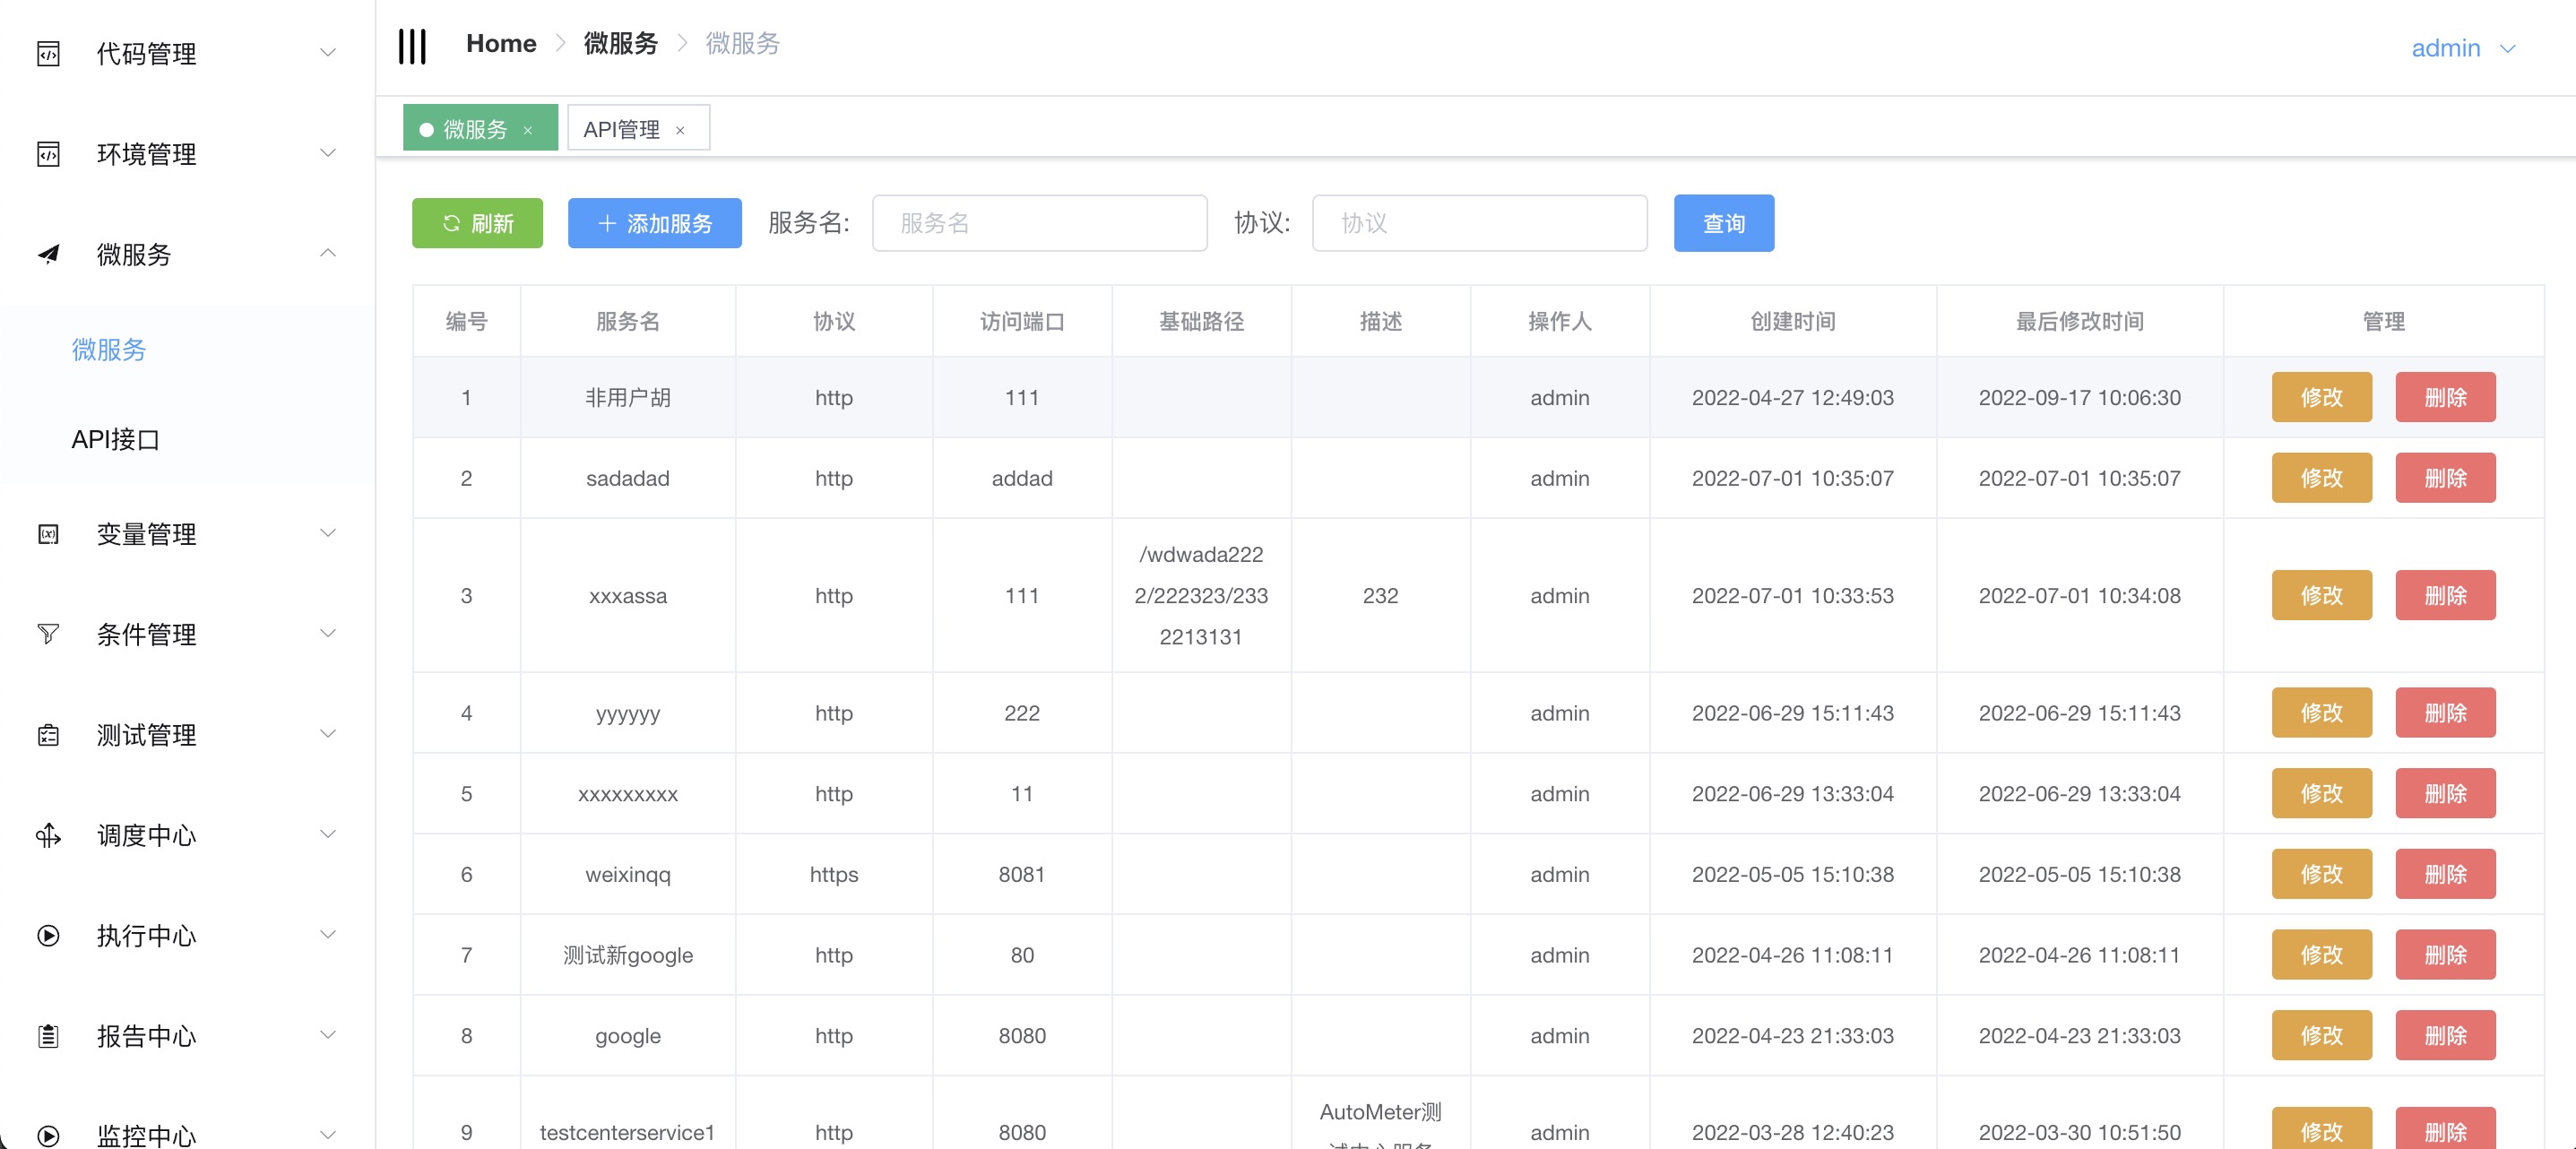 代码管理
环境管理
微服务
微服务
API接口
变量管理
条件管理
测试管理
调度中心
执行中心
报告中心
监控中心
Home 微服务 微服务
admin
微服务 × API管理 ×
刷新 添加服务 服务名: 服务名 协议: 协议 查询
编号 服务名 协议 访问端口 基础路径 描述 操作人 创建时间 最后修改时间 管理
1 非用户胡 http 111 admin 2022-04-27 12:49:03 2022-09-17 10:06:30 修改 删除
2 sadadad http addad admin 2022-07-01 10:35:07 2022-07-01 10:35:07 修改 删除
/wdwada222
3 xxxassa http 111 2/222323/233 232 admin 2022-07-01 10:33:53 2022-07-01 10:34:08 修改 删除
2213131
4 yyyyyy http 222 admin 2022-06-29 15:11:43 2022-06-29 15:11:43 修改 删除
5 xxxxxxxxx http 11 admin 2022-06-29 13:33:04 2022-06-29 13:33:04 修改 删除
6 weixinqq https 8081 admin 2022-05-05 15:10:38 2022-05-05 15:10:38 修改 删除
7 测试新google http 80 admin 2022-04-26 11:08:11 2022-04-26 11:08:11 修改 删除
8 google http 8080 admin 2022-04-23 21:33:03 2022-04-23 21:33:03 修改 删除
AutoMeter测
9 testcenterservice1 http 8080 admin 2022-03-28 12:40:23 2022-03-30 10:51:50 修改 删除